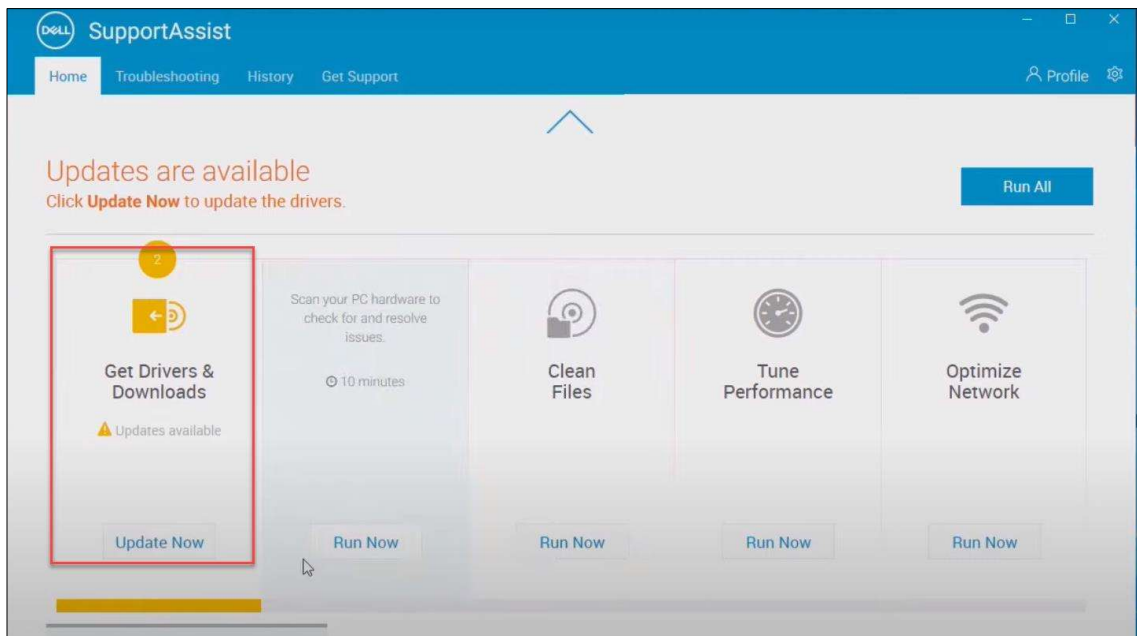 DELL
SupportAssist
Home
Troubleshooting
History
Get Support
Profile
Updates are available
Click Update Now to update the drivers.
Run All
2
Get Drivers &
Downloads
Updates available
Update Now
Scan your PC hardware to
check for and resolve
issues.
10 minutes
Run Now
Clean
Files
Run Now
Tune
Performance
Run Now
Optimize
Network
Run Now